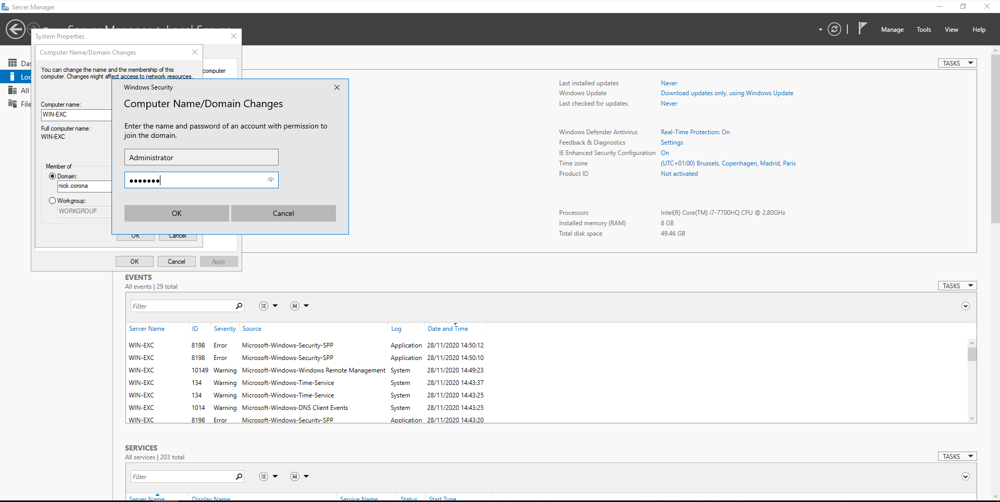 Server Manager
Manage Tools View Help
System Properties
Computer Name/Domain Changes
You can change the name and the membership of this
computer. Changes might affect access to network resources.
computer
Computer name:
WIN-EXC
Full computer name:
WIN-EXC
Member of
Domain:
nick.corona
Workgroup:
WORKGROUP
OK Cancel
OK Cancel Apply
Windows Security
Computer Name/Domain Changes
Enter the name and password of an account with permission to
join the domain.
Administrator
OK Cancel
All
TASKS
Last installed updates Never
Windows Update Download updates only, using Windows Update
Last checked for updates Never
Windows Defender Antivirus Real-Time Protection: On
Feedback & Diagnostics Settings
IE Enhanced Security Configuration On
Time zone (UTC+01:00) Brussels, Copenhagen, Madrid, Paris
Product ID Not activated
Processors Intel(R) Core(TM) i7-7700HQ CPU @ 2.80GHz
Installed memory (RAM) 8 GB
Total disk space 49.46 GB
EVENTS
All events | 29 total
TASKS
Filter
Server Name ID Severity Source Log Date and Time
WIN-EXC 8198 Error Microsoft-Windows-Security-SPP Application 28/11/2020 14:50:12
WIN-EXC 8198 Error Microsoft-Windows-Security-SPP Application 28/11/2020 14:50:10
WIN-EXC 10149 Warning Microsoft-Windows-Windows Remote Management System 28/11/2020 14:49:23
WIN-EXC 134 Warning Microsoft-Windows-Time-Service System 28/11/2020 14:43:37
WIN-EXC 134 Warning Microsoft-Windows-Time-Service System 28/11/2020 14:43:25
WIN-EXC 1014 Warning Microsoft-Windows-DNS Client Events System 28/11/2020 14:43:25
WIN-EXC 8198 Error Microsoft-Windows-Security-SPP Application 28/11/2020 14:43:20
SERVICES
All services | 203 total
TASKS
Filter
Server Name Display Name Service Name Status Start Type